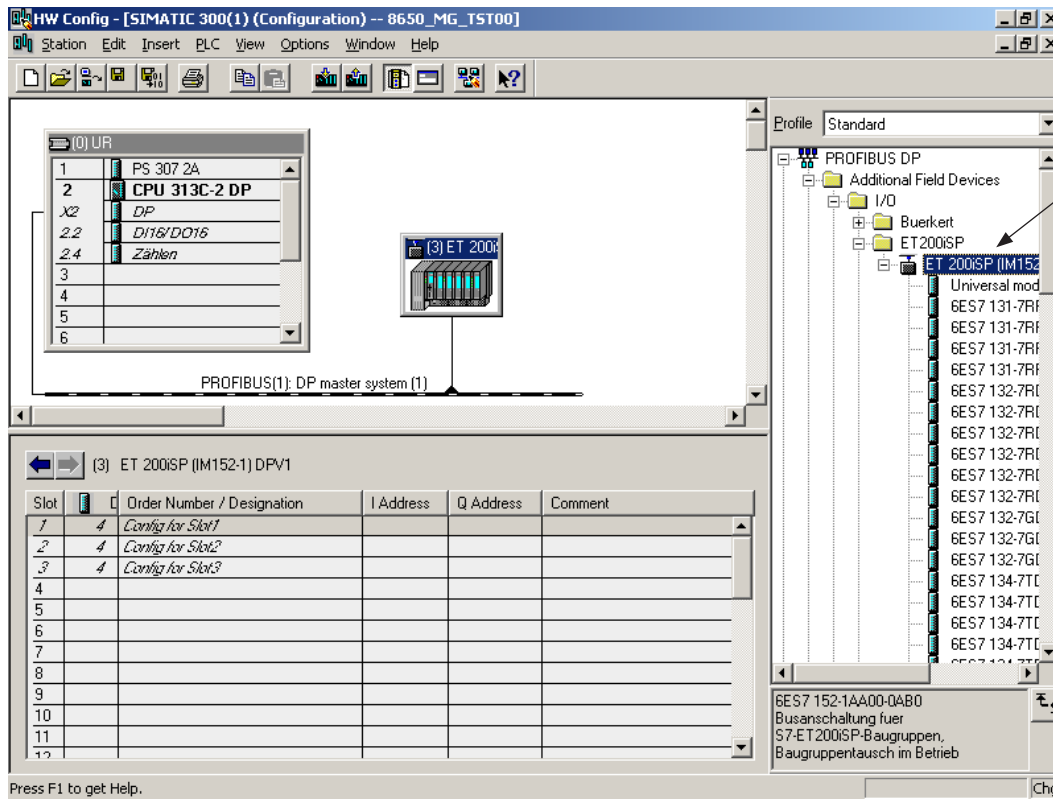 HW Config - [SIMATIC 300(1) (Configuration) -- 8650_MG_TST00]
Station Edit Insert PLC View Options Window Help
(0) UR
1 PS 307 2A
2 CPU 313C-2 DP
X2 DP
2.2 DI16/DO16
2.4 Zählen
3
4
5
6
(3) ET 200i
PROFIBUS(1): DP master system (1)
(3) ET 200iSP (IM152-1) DPV1
Slot D Order Number / Designation I Address Q Address Comment
1 4 Config for Slot1
2 4 Config for Slot2
3 4 Config for Slot3
4
5
6
7
8
9
10
11
12
Profile Standard
PROFIBUS DP
Additional Field Devices
I/O
Buerkert
ET200iSP
ET 200iSP (IM152
Universal mod
6ES7 131-7RF
6ES7 131-7RF
6ES7 131-7RF
6ES7 131-7RF
6ES7 132-7RD
6ES7 132-7RD
6ES7 132-7RD
6ES7 132-7RD
6ES7 132-7RD
6ES7 132-7RD
6ES7 132-7GD
6ES7 132-7GD
6ES7 132-7GD
6ES7 134-7TD
6ES7 134-7TD
6ES7 134-7TD
6ES7 134-7TD
6ES7 152-1AA00-0AB0
Busanschaltung fuer
S7-ET200iSP-Baugruppen,
Baugruppentausch im Betrieb
Press F1 to get Help.
Chg